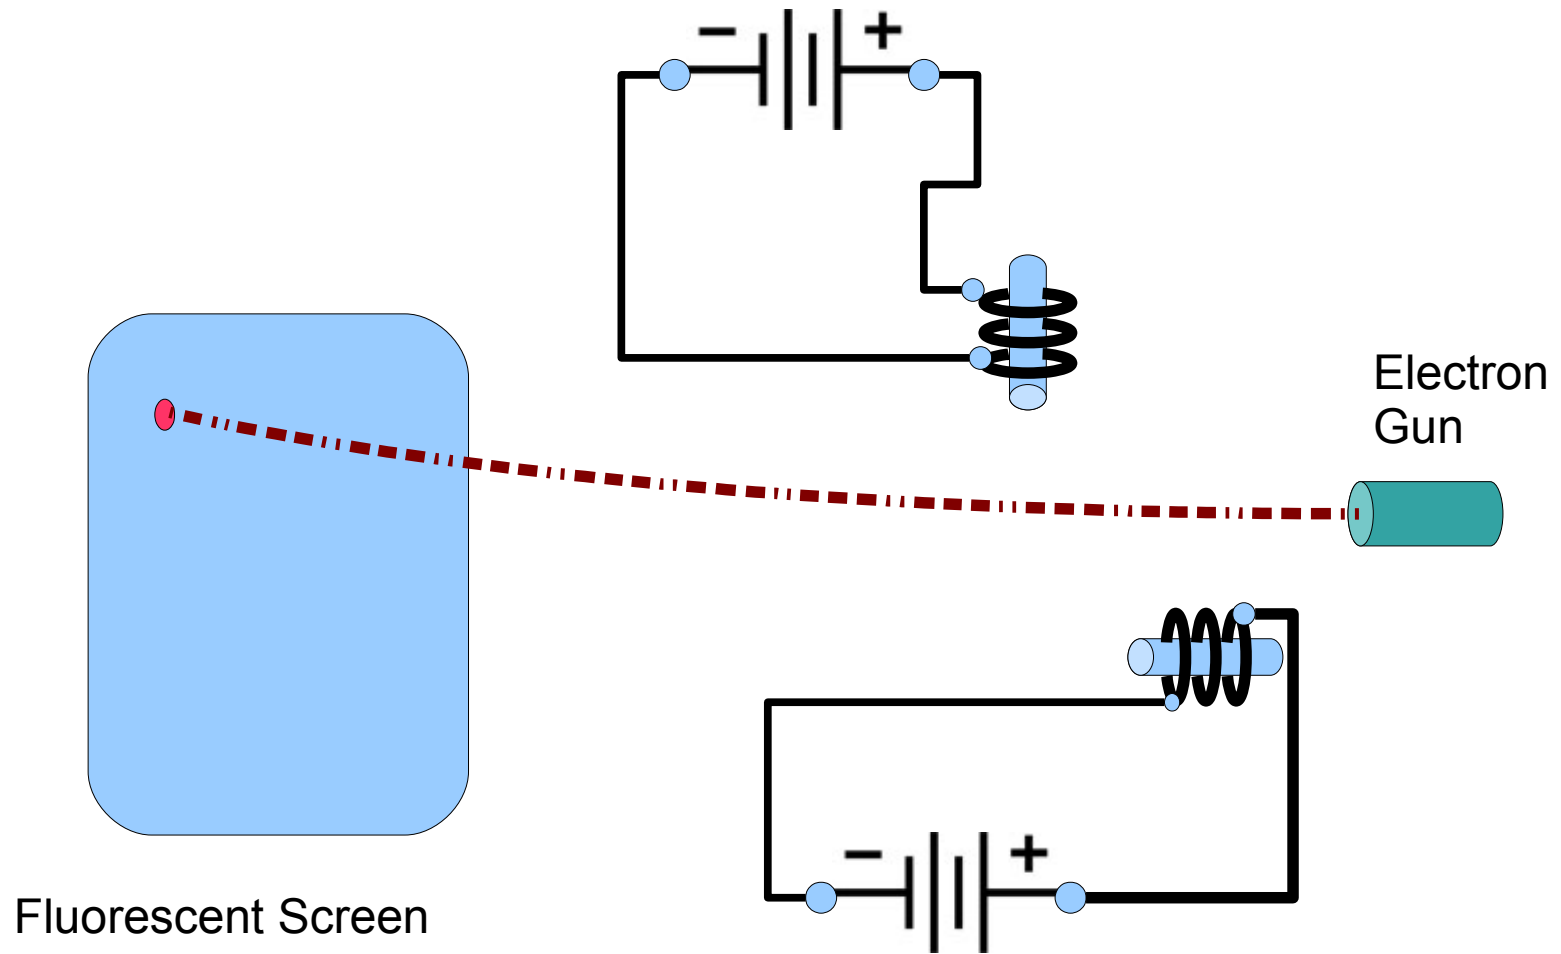 − +
Electron
Gun
− +
Fluorescent Screen